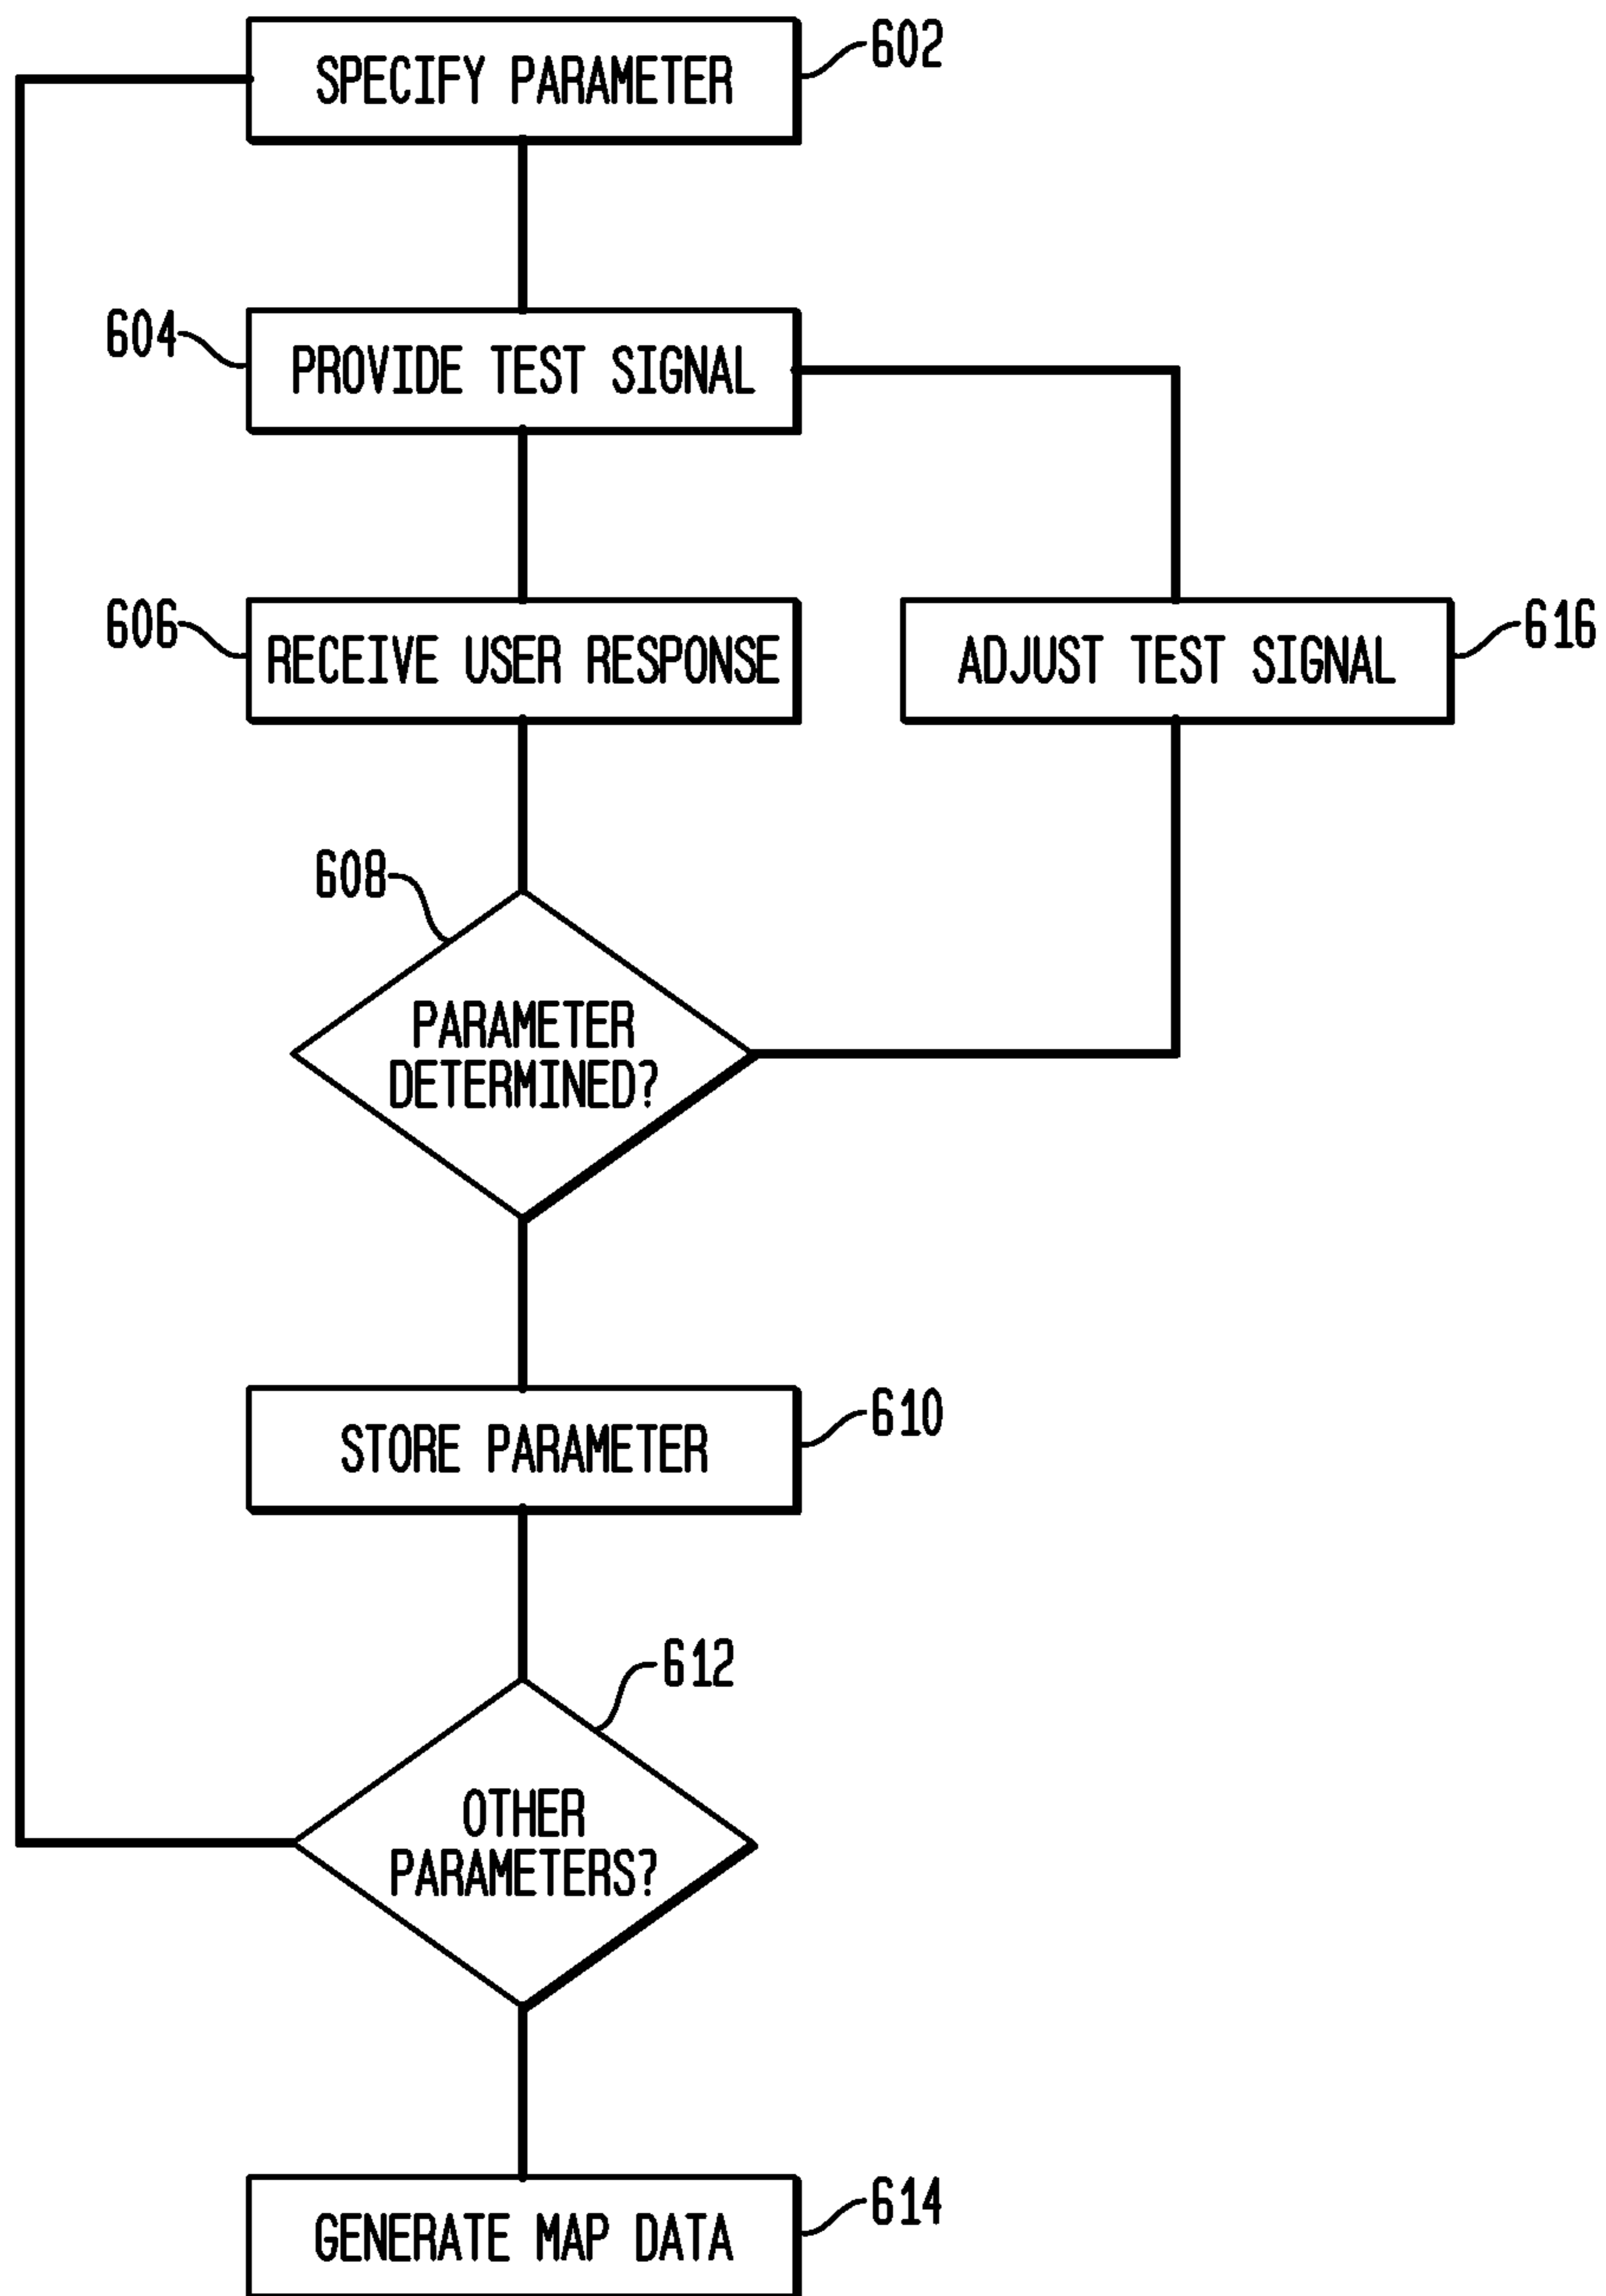 SPECIFY PARAMETER
602
604
PROVIDE TEST SIGNAL
606
RECEIVE USER RESPONSE
ADJUST TEST SIGNAL
616
608
PARAMETER
DETERMINED?
STORE PARAMETER
610
612
OTHER
PARAMETERS?
GENERATE MAP DATA
614